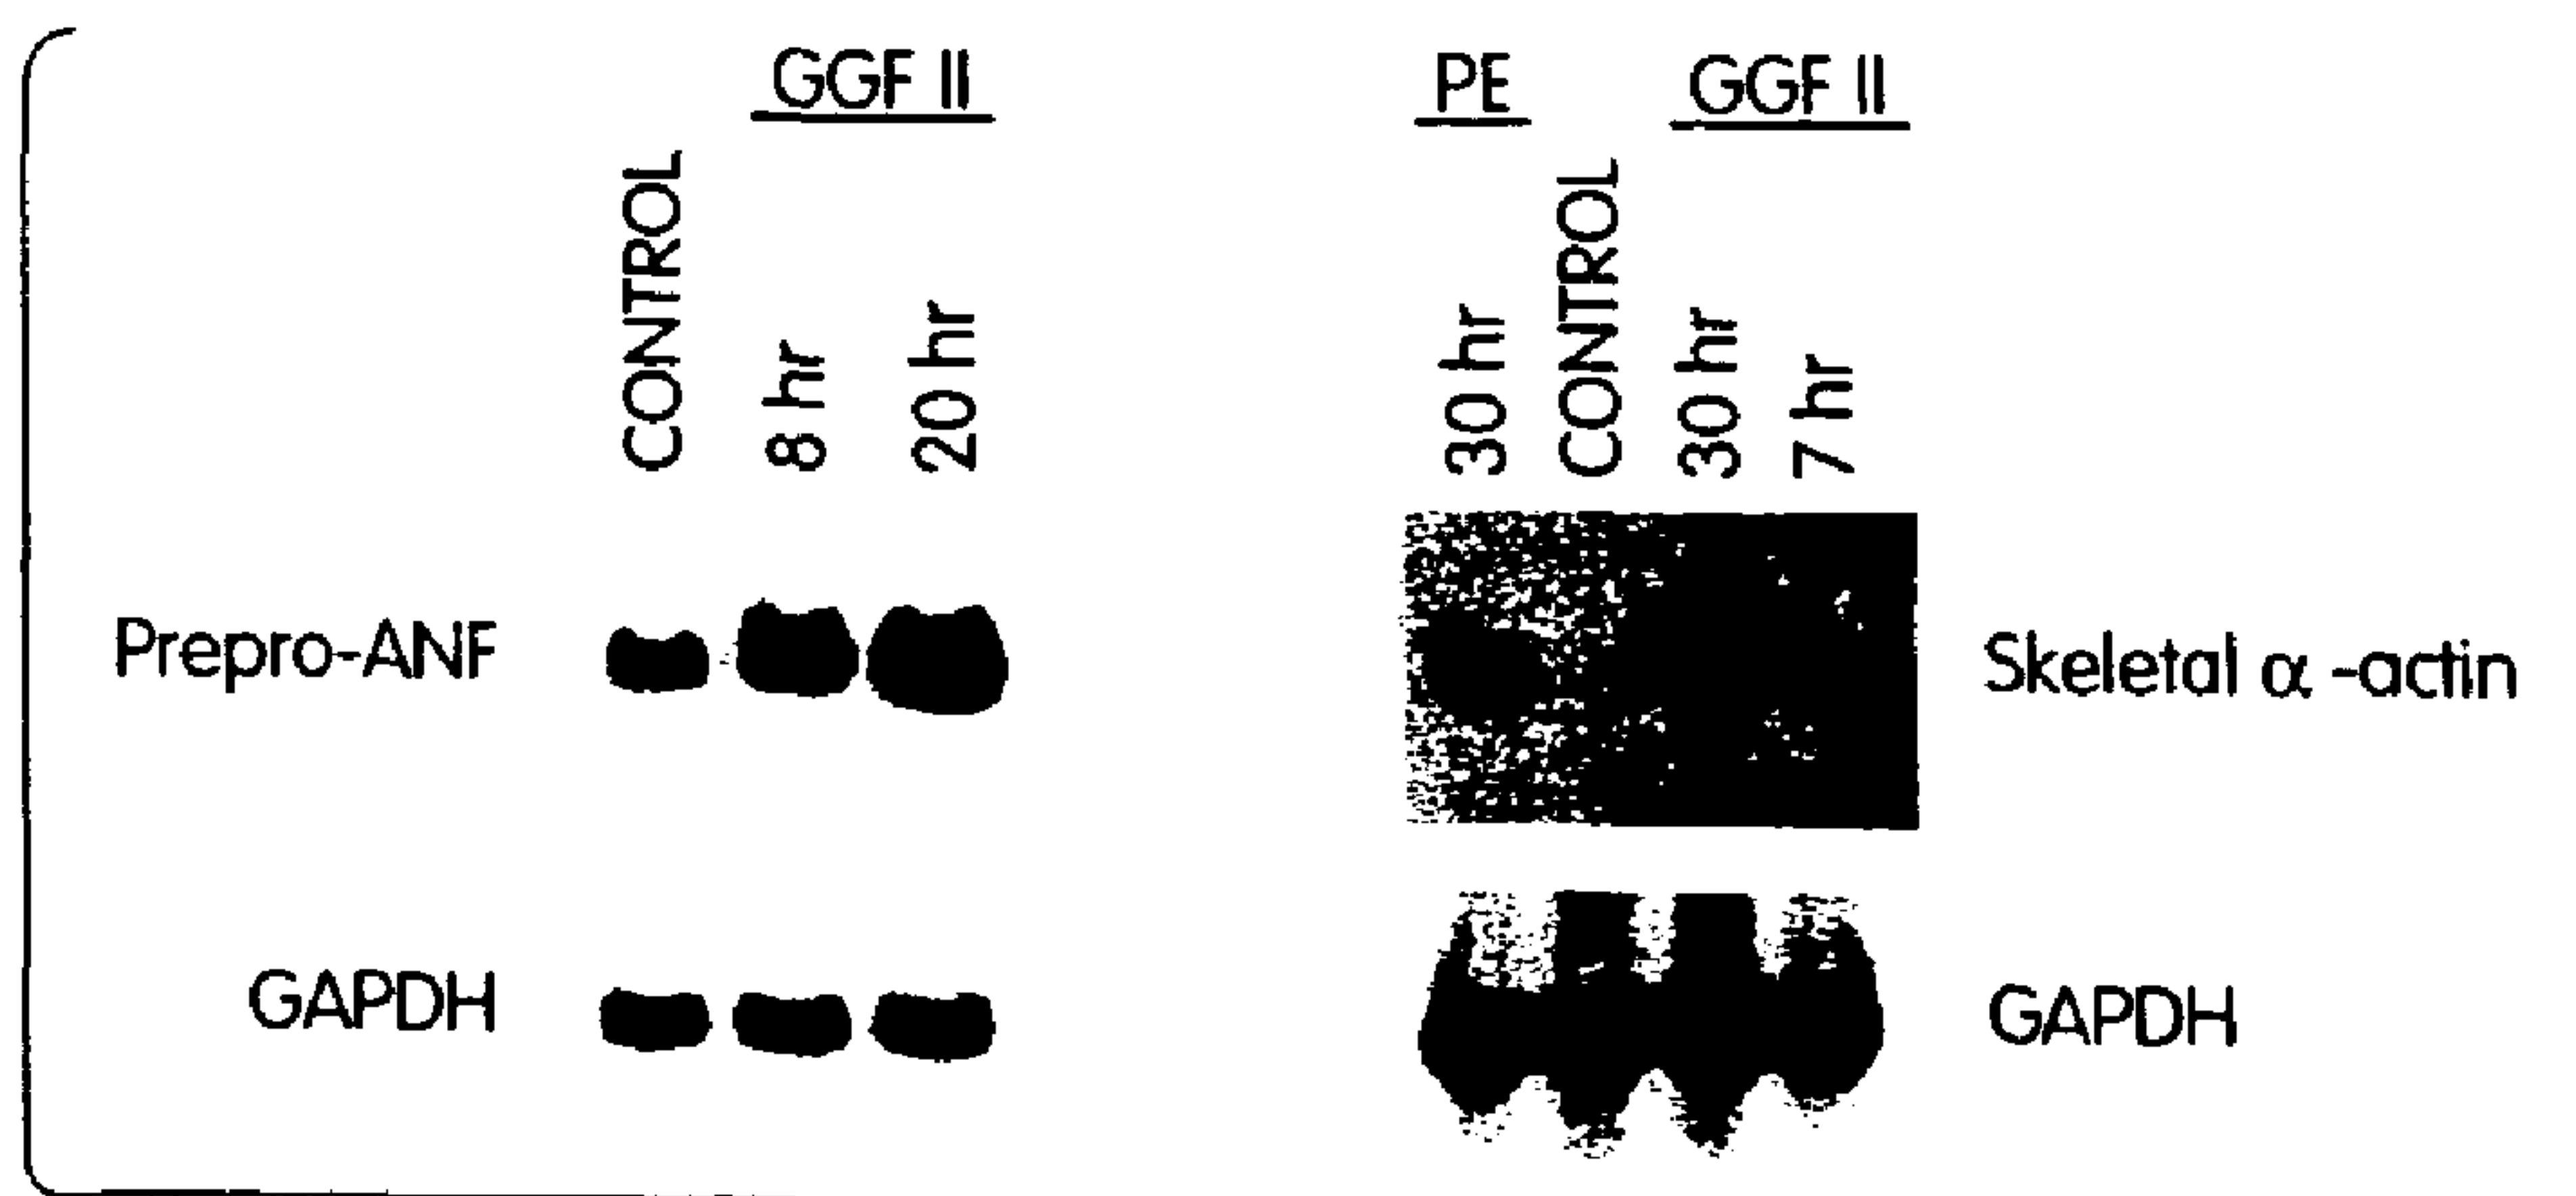 GGF II
CONTROL
8 hr
20 hr
PE
GGF II
30 hr
CONTROL
30 hr
7 hr
Prepro-ANF
Skeletal α -actin
GAPDH
GAPDH